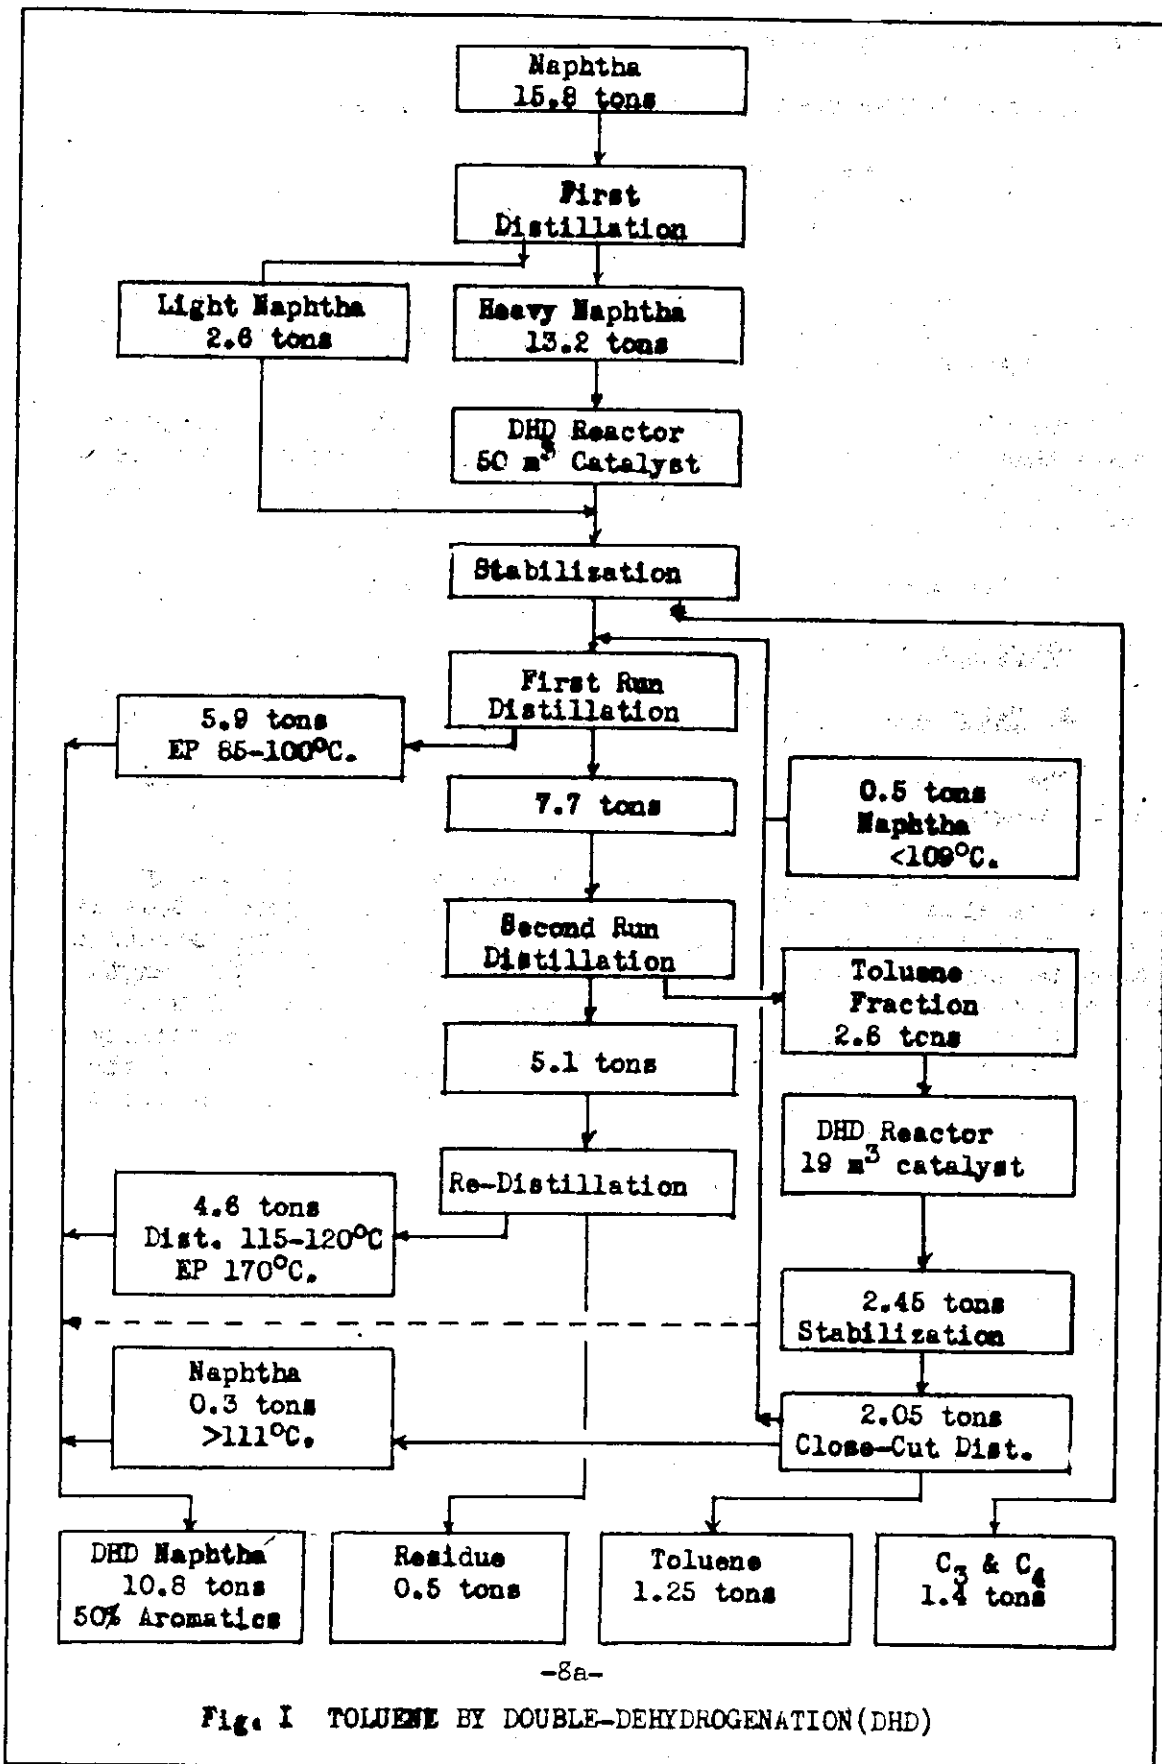 Naphtha
15.8 tons
First
Distillation
Light Naphtha
2.6 tons
Heavy Naphtha
13.2 tons
DHD Reactor
50 m³ Catalyst
Stabilization
First Run
Distillation
5.9 tons
EP 85-100°C.
7.7 tons
0.5 tons
Naphtha
<109°C.
Second Run
Distillation
Toluene
Fraction
2.6 tons
5.1 tons
DHD Reactor
19 m³ catalyst
Re-Distillation
4.6 tons
Dist. 115-120°C
EP 170°C.
2.45 tons
Stabilization
Naphtha
0.3 tons
>111°C.
2.05 tons
Close-Cut Dist.
DHD Naphtha
10.8 tons
50% Aromatics
Residue
0.5 tons
Toluene
1.25 tons
C₃ & C₄
1.4 tons
-8a-
Fig. I TOLUENE BY DOUBLE-DEHYDROGENATION(DHD)